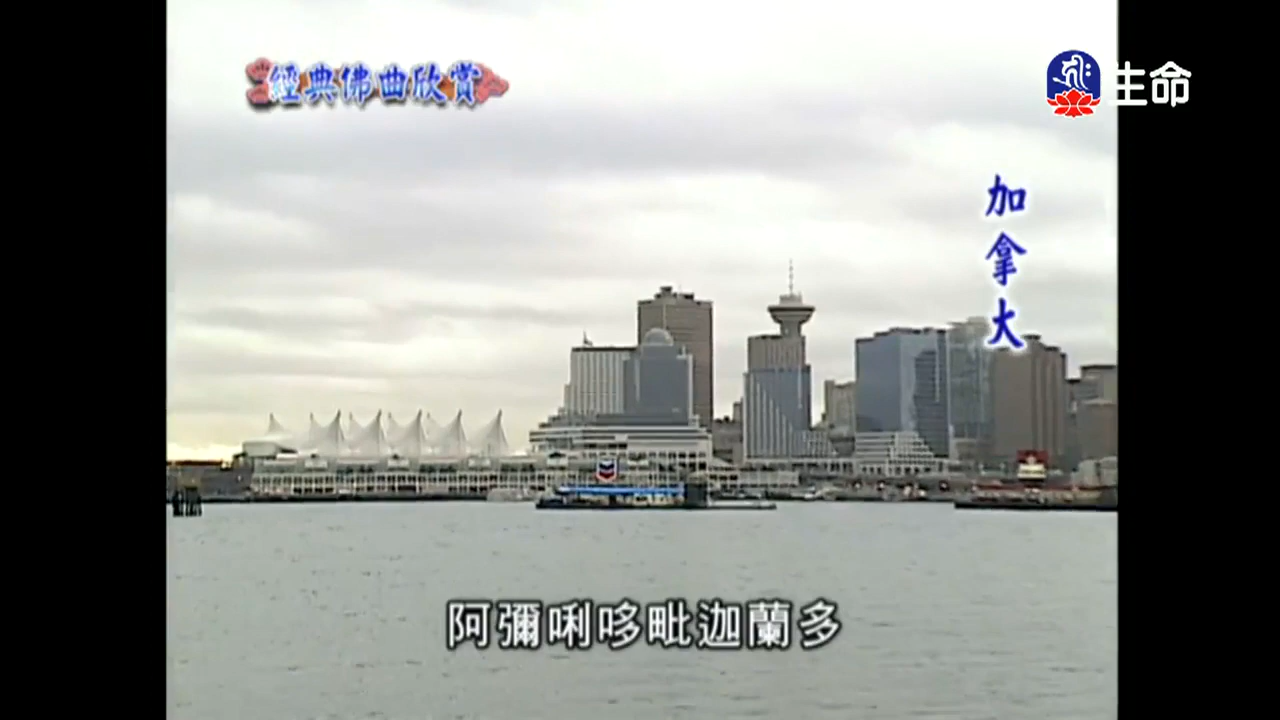 經典佛曲欣賞
生命
加拿大
阿彌唎哆毗迦蘭多